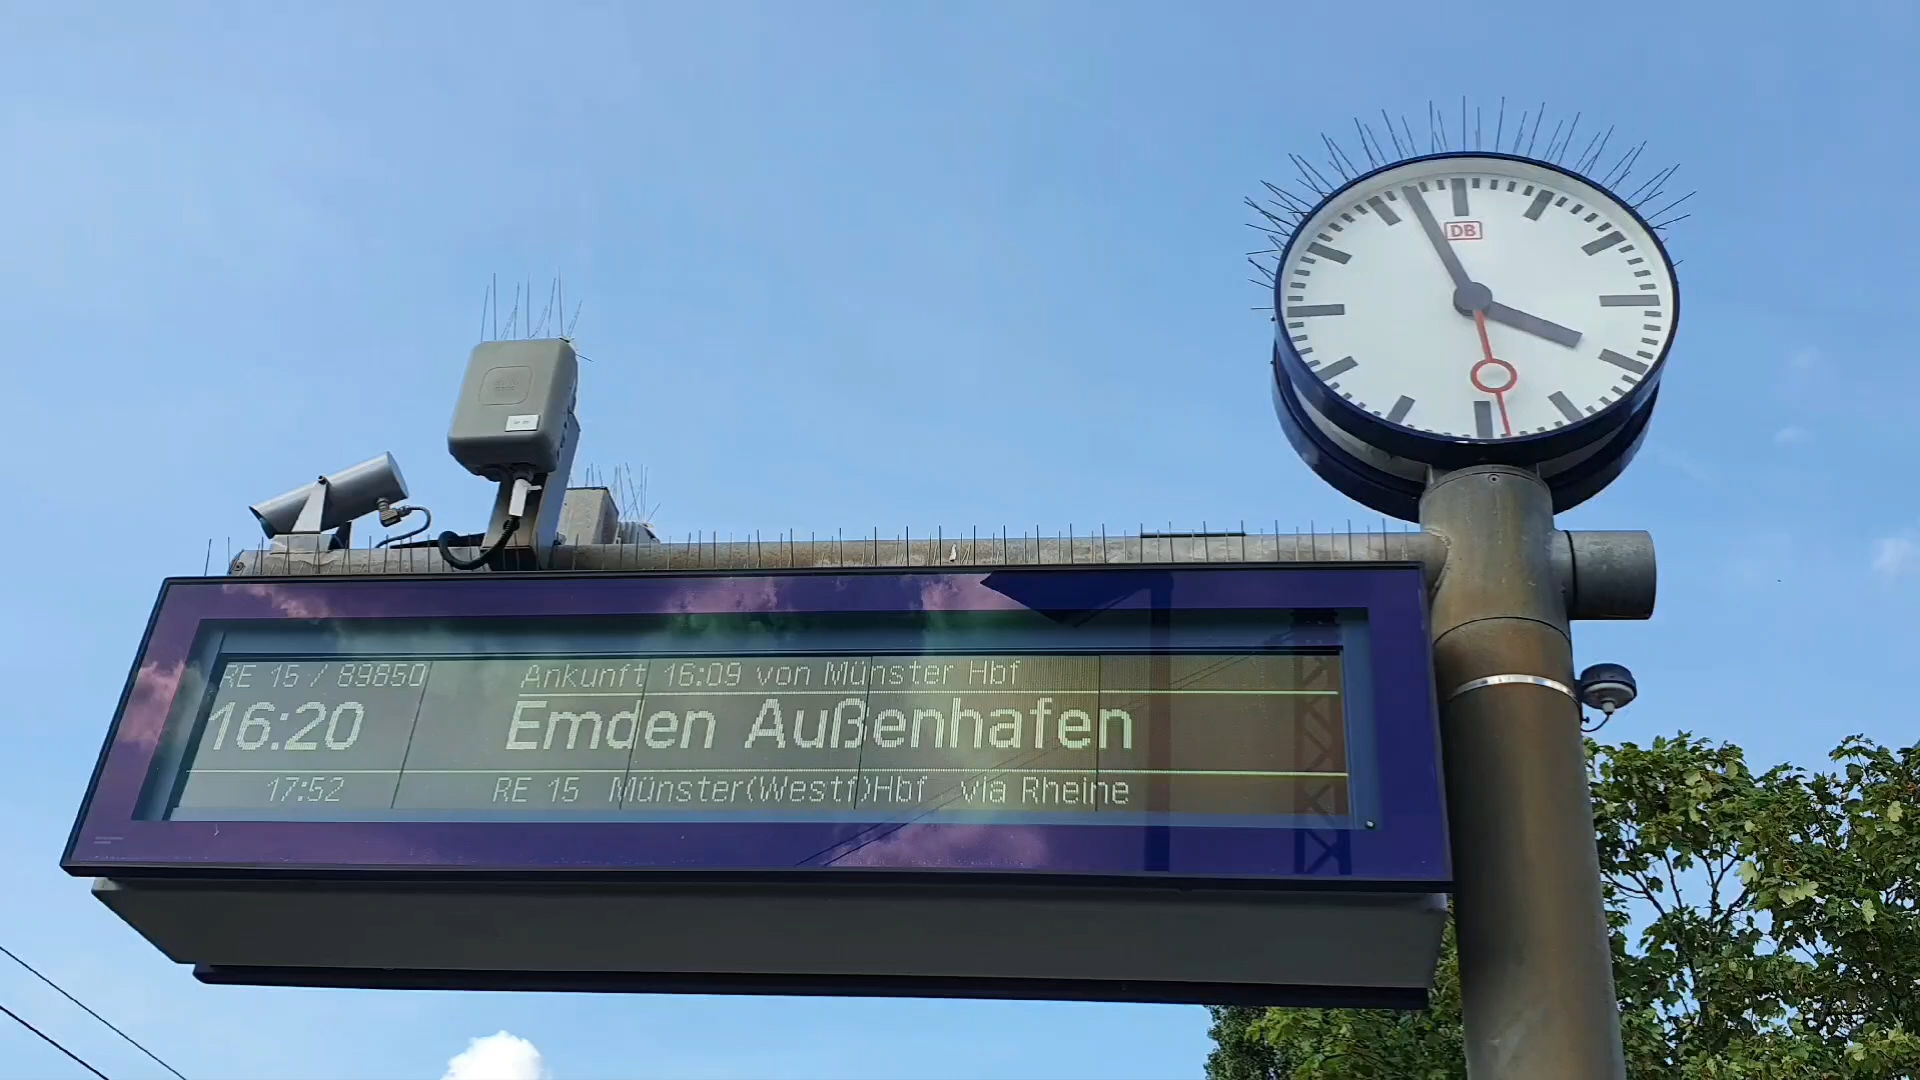 RE 15 / 89850 Ankunft 16:09 von Münster Hbf
16:20 Emden Außenhafen
17:52 RE 15 Münster(Westf)Hbf via Rheine
DB